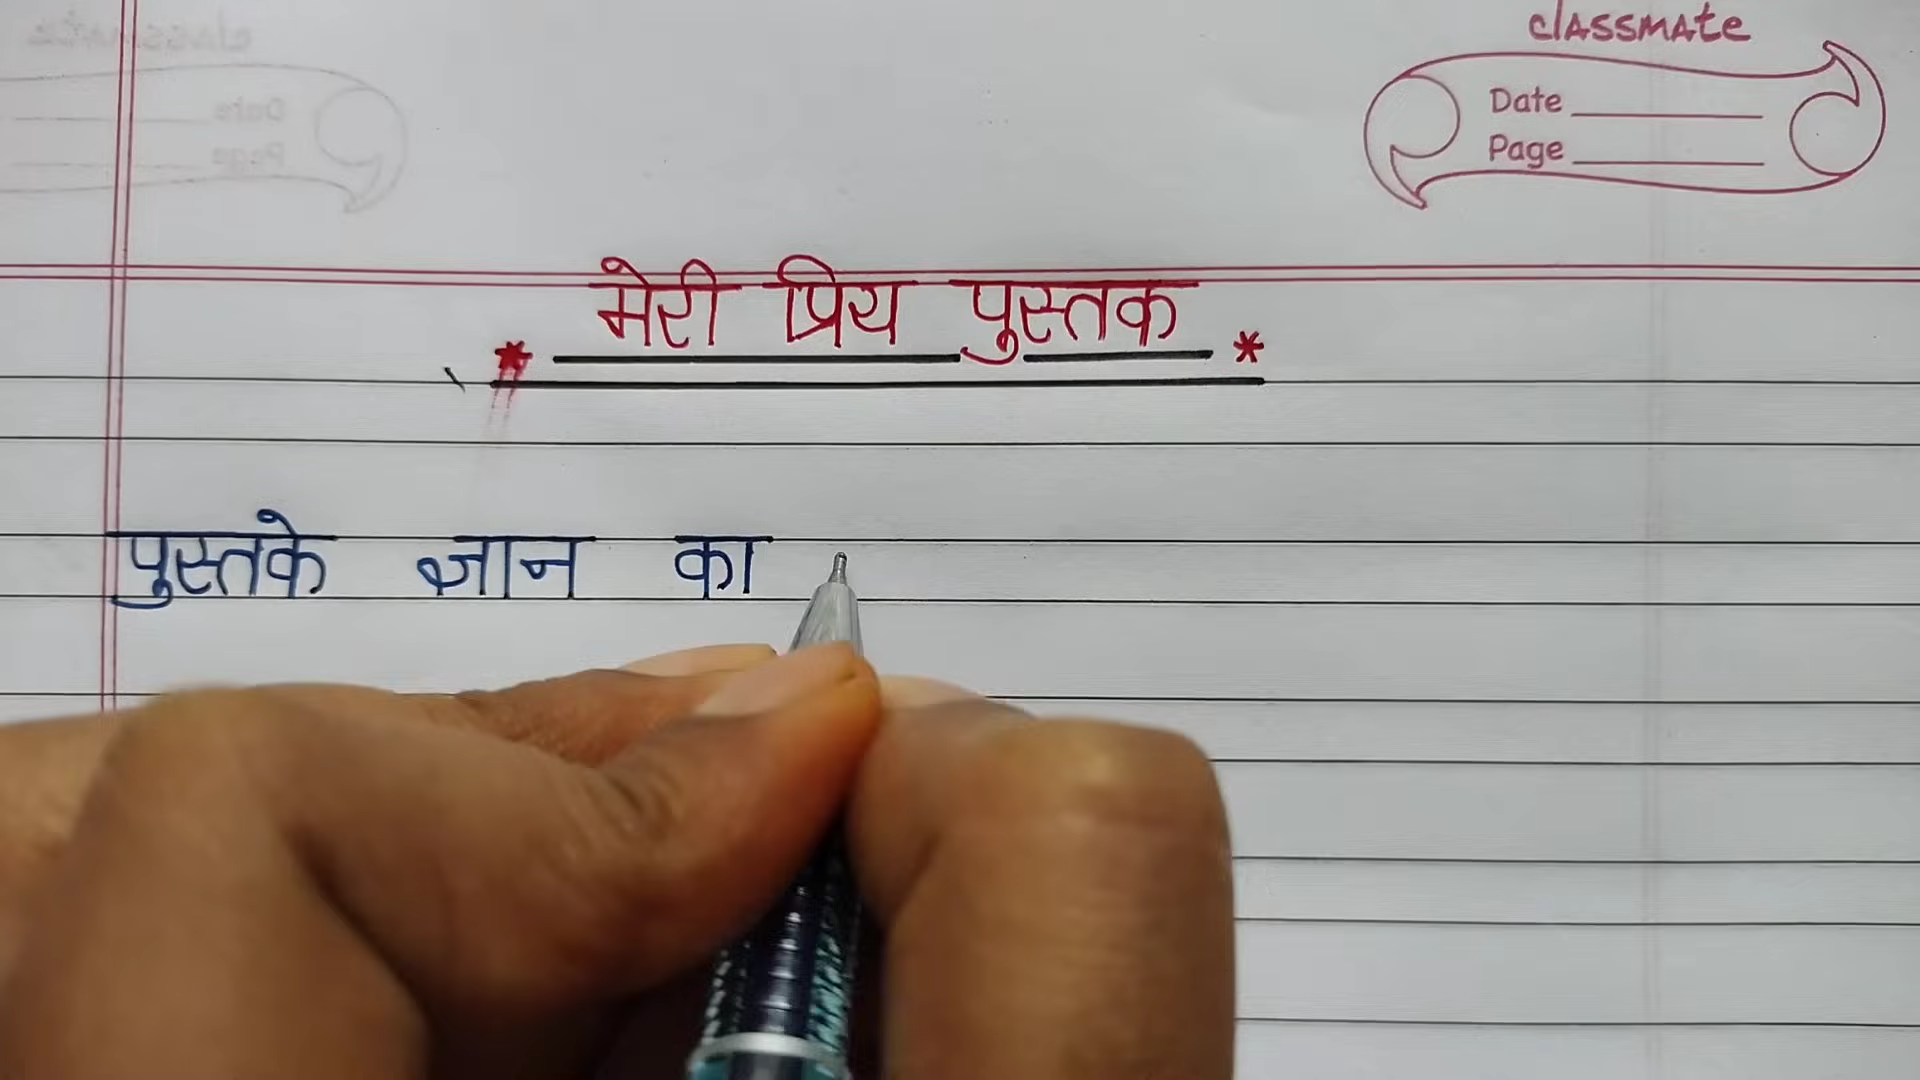 classmate
Date
Page
मेरी प्रिय पुस्तक
पुस्तके ज्ञान का